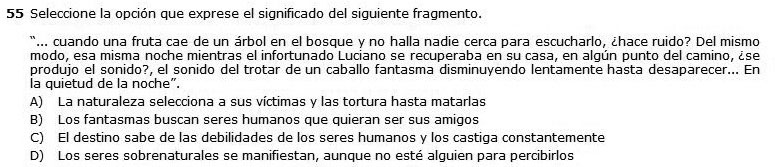 55 Seleccione la opción que exprese el significado del siguiente fragmento.
"... cuando una fruta cae de un árbol en el bosque y no halla nadie cerca para escucharlo, ¿hace ruido? Del mismo
modo, esa misma noche mientras el infortunado Luciano se recuperaba en su casa, en algún punto del camino, ¿se
produjo el sonido?, el sonido del trotar de un caballo fantasma disminuyendo lentamente hasta desaparecer... En
la quietud de la noche".
A) La naturaleza selecciona a sus víctimas y las tortura hasta matarlas
B) Los fantasmas buscan seres humanos que quieran ser sus amigos
C) El destino sabe de las debilidades de los seres humanos y los castiga constantemente
D) Los seres sobrenaturales se manifiestan, aunque no esté alguien para percibirlos